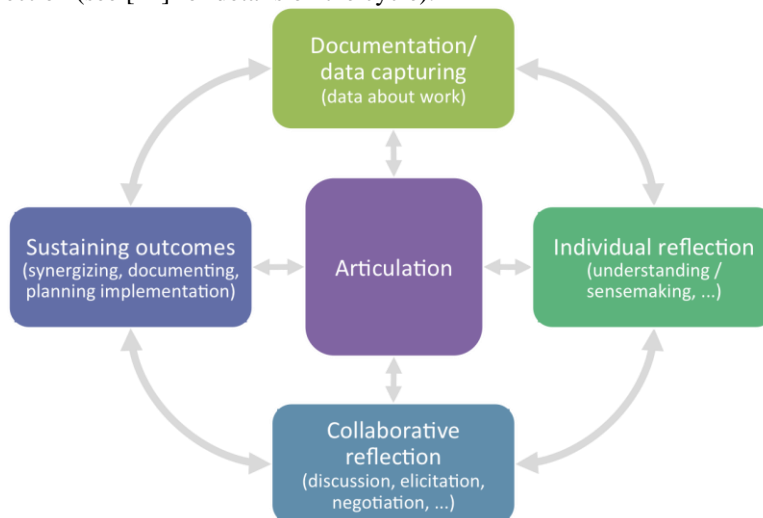 Documentation/
data capturing
(data about work)
Sustaining outcomes
(synergizing, documenting,
planning implementation)
Articulation
Individual reflection
(understanding /
sensemaking, ...)
Collaborative
reflection
(discussion, elicitation,
negotiation, ...)